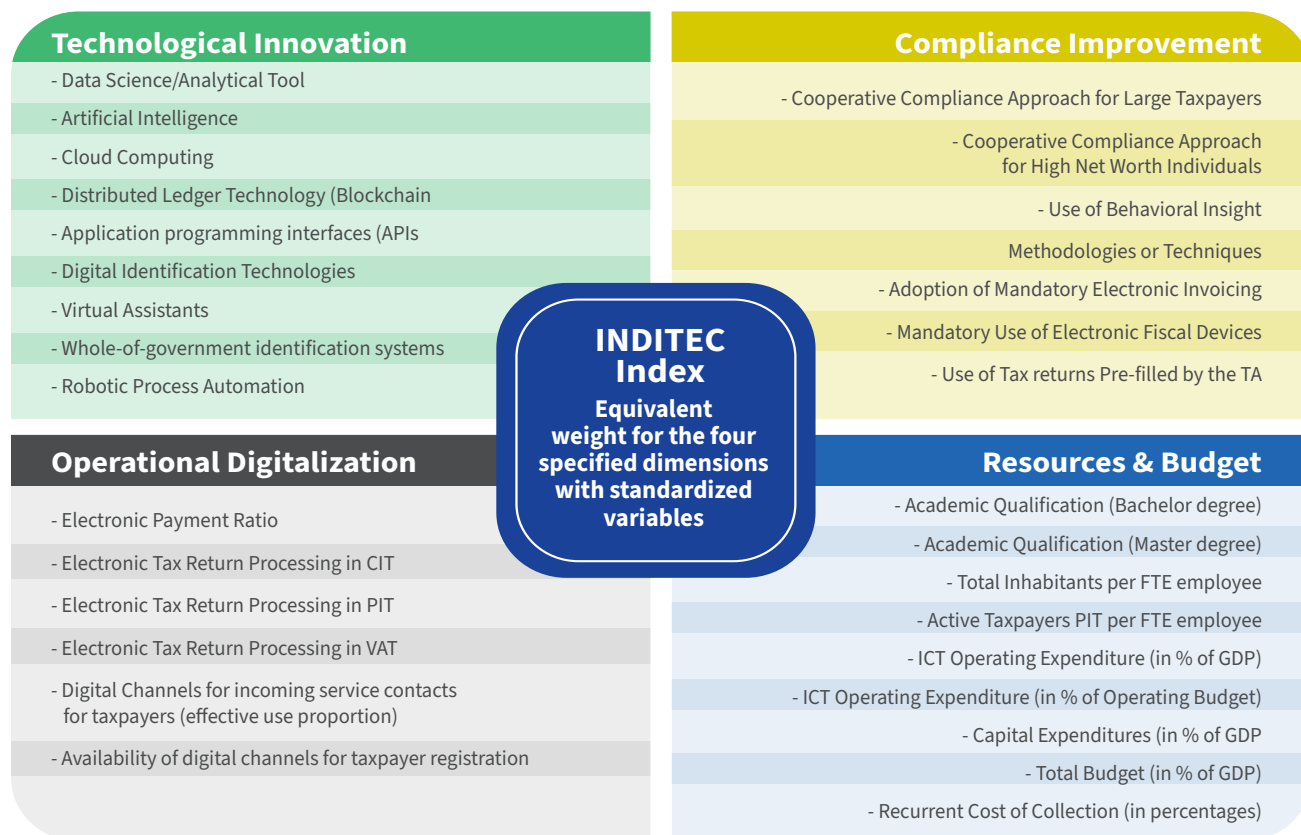 Technological Innovation
- Data Science/Analytical Tool
- Artificial Intelligence
- Cloud Computing
- Distributed Ledger Technology (Blockchain
- Application programming interfaces (APIs
- Digital Identification Technologies
- Virtual Assistants
- Whole-of-government identification systems
- Robotic Process Automation
Compliance Improvement
- Cooperative Compliance Approach for Large Taxpayers
- Cooperative Compliance Approach
for High Net Worth Individuals
- Use of Behavioral Insight
Methodologies or Techniques
- Adoption of Mandatory Electronic Invoicing
- Mandatory Use of Electronic Fiscal Devices
- Use of Tax returns Pre-filled by the TA
INDITEC
Index
Equivalent
weight for the four
specified dimensions
with standardized
variables
Operational Digitalization
- Electronic Payment Ratio
- Electronic Tax Return Processing in CIT
- Electronic Tax Return Processing in PIT
- Electronic Tax Return Processing in VAT
- Digital Channels for incoming service contacts
for taxpayers (effective use proportion)
- Availability of digital channels for taxpayer registration
Resources & Budget
- Academic Qualification (Bachelor degree)
- Academic Qualification (Master degree)
- Total Inhabitants per FTE employee
- Active Taxpayers PIT per FTE employee
- ICT Operating Expenditure (in % of GDP)
- ICT Operating Expenditure (in % of Operating Budget)
- Capital Expenditures (in % of GDP
- Total Budget (in % of GDP)
- Recurrent Cost of Collection (in percentages)